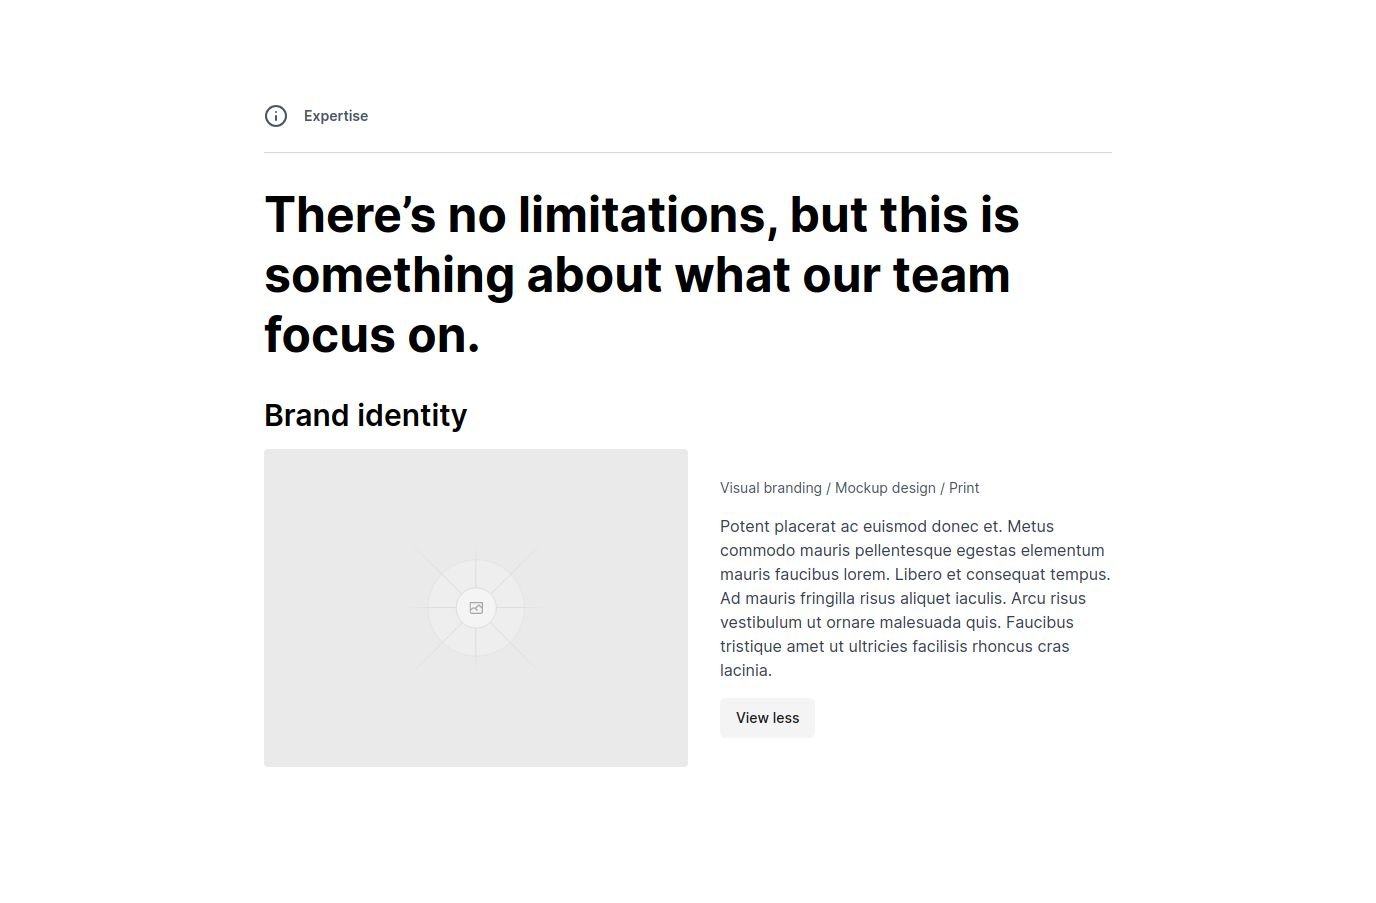 Expertise
There’s no limitations, but this is
something about what our team
focus on.
Brand identity
Visual branding / Mockup design / Print
Potent placerat ac euismod donec et. Metus
commodo mauris pellentesque egestas elementum
mauris faucibus lorem. Libero et consequat tempus.
Ad mauris fringilla risus aliquet iaculis. Arcu risus
vestibulum ut ornare malesuada quis. Faucibus
tristique amet ut ultricies facilisis rhoncus cras
lacinia.
View less